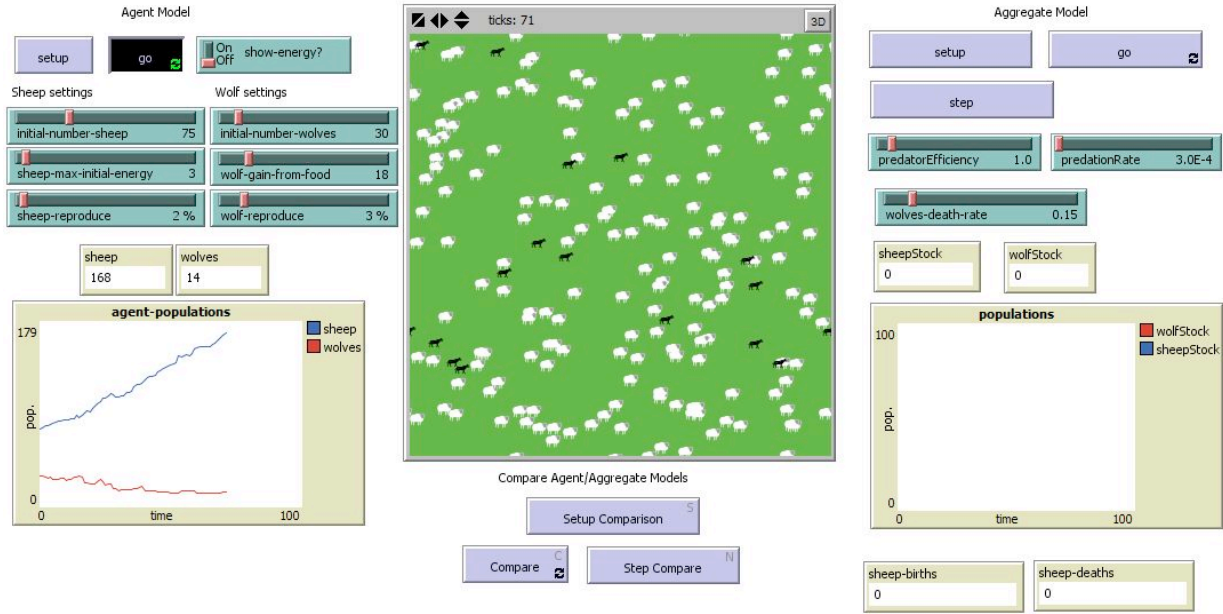 Agent Model
setup
go
On
Off
show-energy?
Sheep settings
Wolf settings
initial-number-sheep 75
initial-number-wolves 30
sheep-max-initial-energy 3
wolf-gain-from-food 18
sheep-reproduce 2 %
wolf-reproduce 3 %
sheep
168
wolves
14
agent-populations
179
pop.
0
0
time
100
sheep
wolves
ticks: 71
3D
Compare Agent/Aggregate Models
Setup Comparison
S
Compare
C
Step Compare
N
Aggregate Model
setup
go
step
predatorEfficiency 1.0
predationRate 3.0E-4
wolves-death-rate 0.15
sheepStock
0
wolfStock
0
populations
100
pop.
0
0
time
100
wolfStock
sheepStock
sheep-births
0
sheep-deaths
0